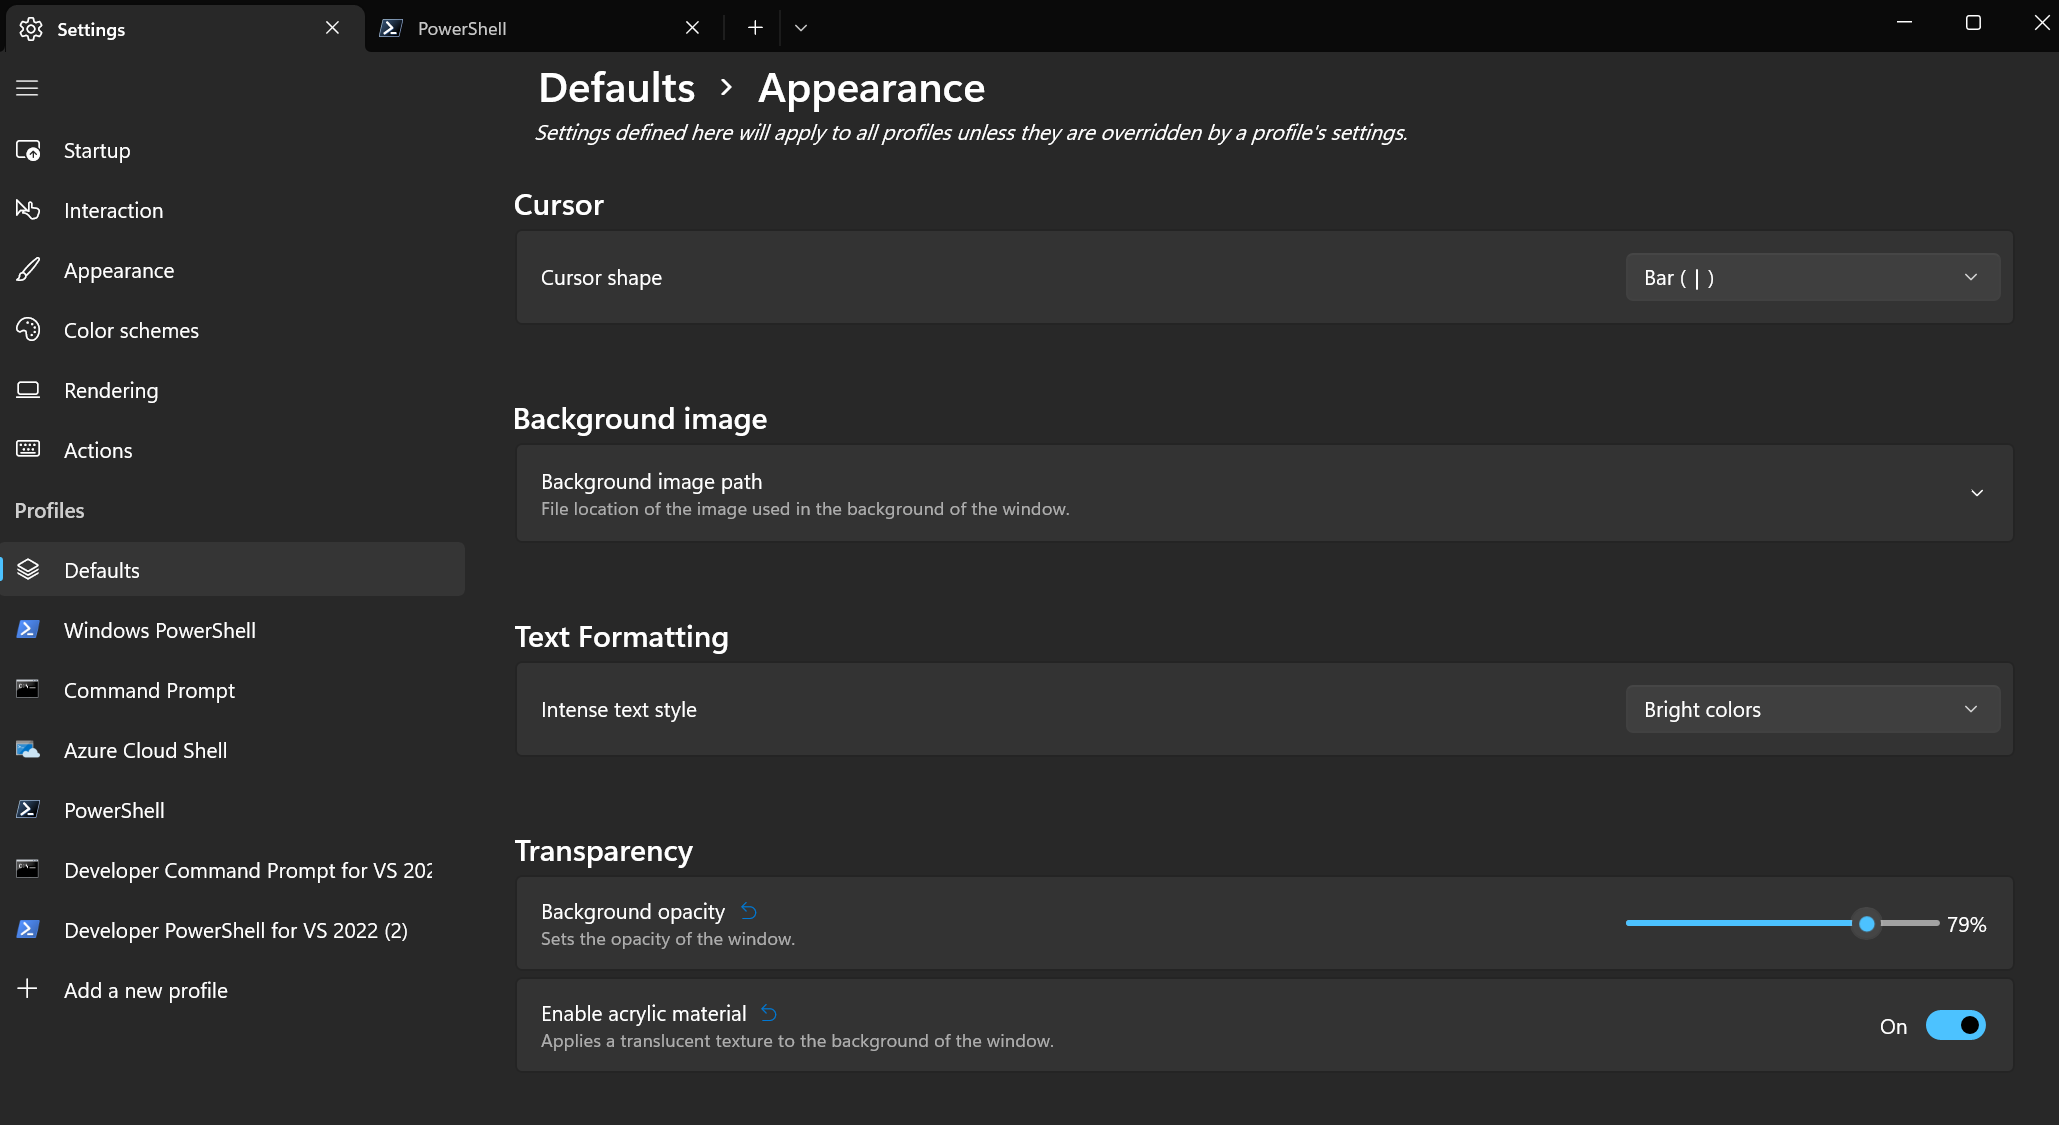 Settings
PowerShell
Defaults > Appearance
Settings defined here will apply to all profiles unless they are overridden by a profile's settings.
Startup
Interaction
Appearance
Color schemes
Rendering
Actions
Profiles
Defaults
Windows PowerShell
Command Prompt
Azure Cloud Shell
PowerShell
Developer Command Prompt for VS 202
Developer PowerShell for VS 2022 (2)
Add a new profile
Cursor
Cursor shape
Bar ( | )
Background image
Background image path
File location of the image used in the background of the window.
Text Formatting
Intense text style
Bright colors
Transparency
Background opacity
Sets the opacity of the window.
79%
Enable acrylic material
Applies a translucent texture to the background of the window.
On